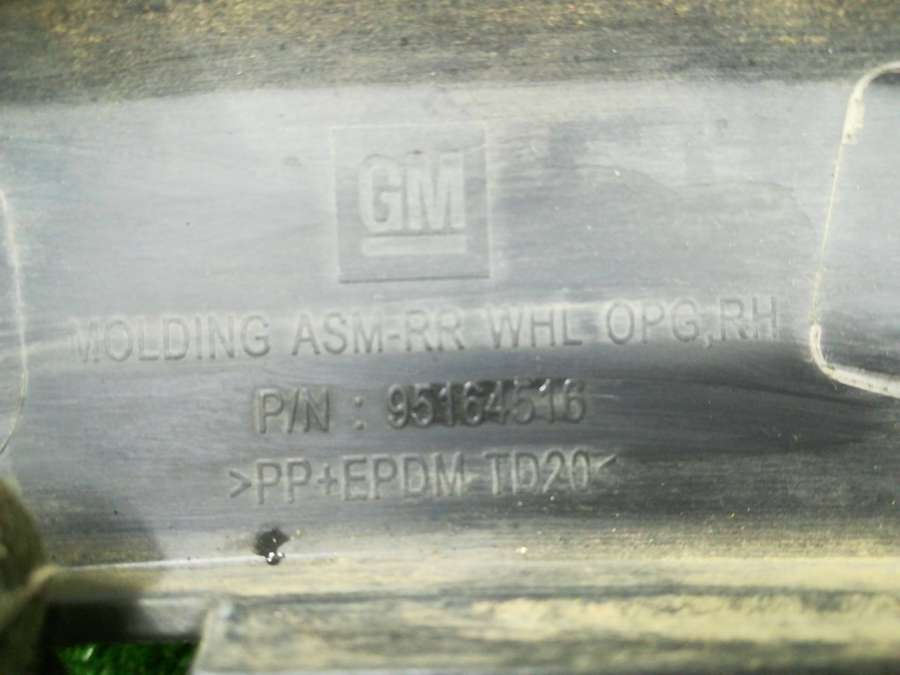 GM
MOLDING ASM-RR WHL OPG,RH
P/N : 95164516
>PP+EPDM-TD20<